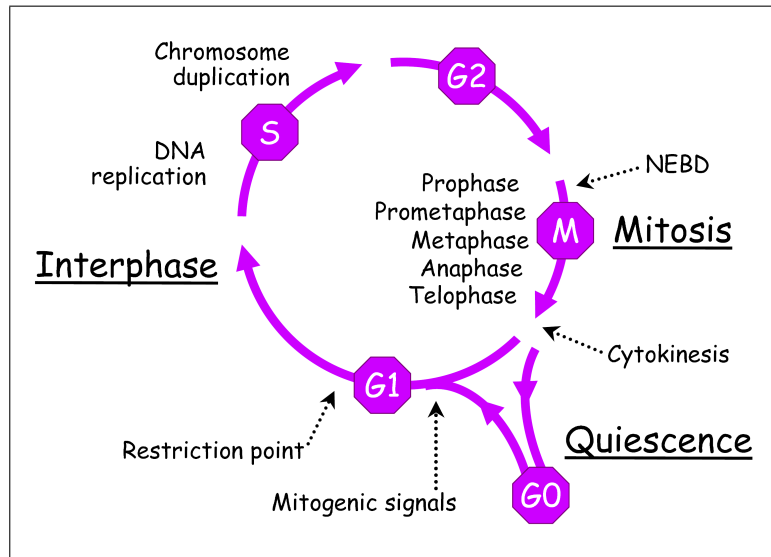 Chromosome
duplication
G2
S
DNA
replication
NEBD
Prophase
Prometaphase
Metaphase
Anaphase
Telophase
M
Mitosis
Interphase
Cytokinesis
G1
Restriction point
Quiescence
Mitogenic signals
G0